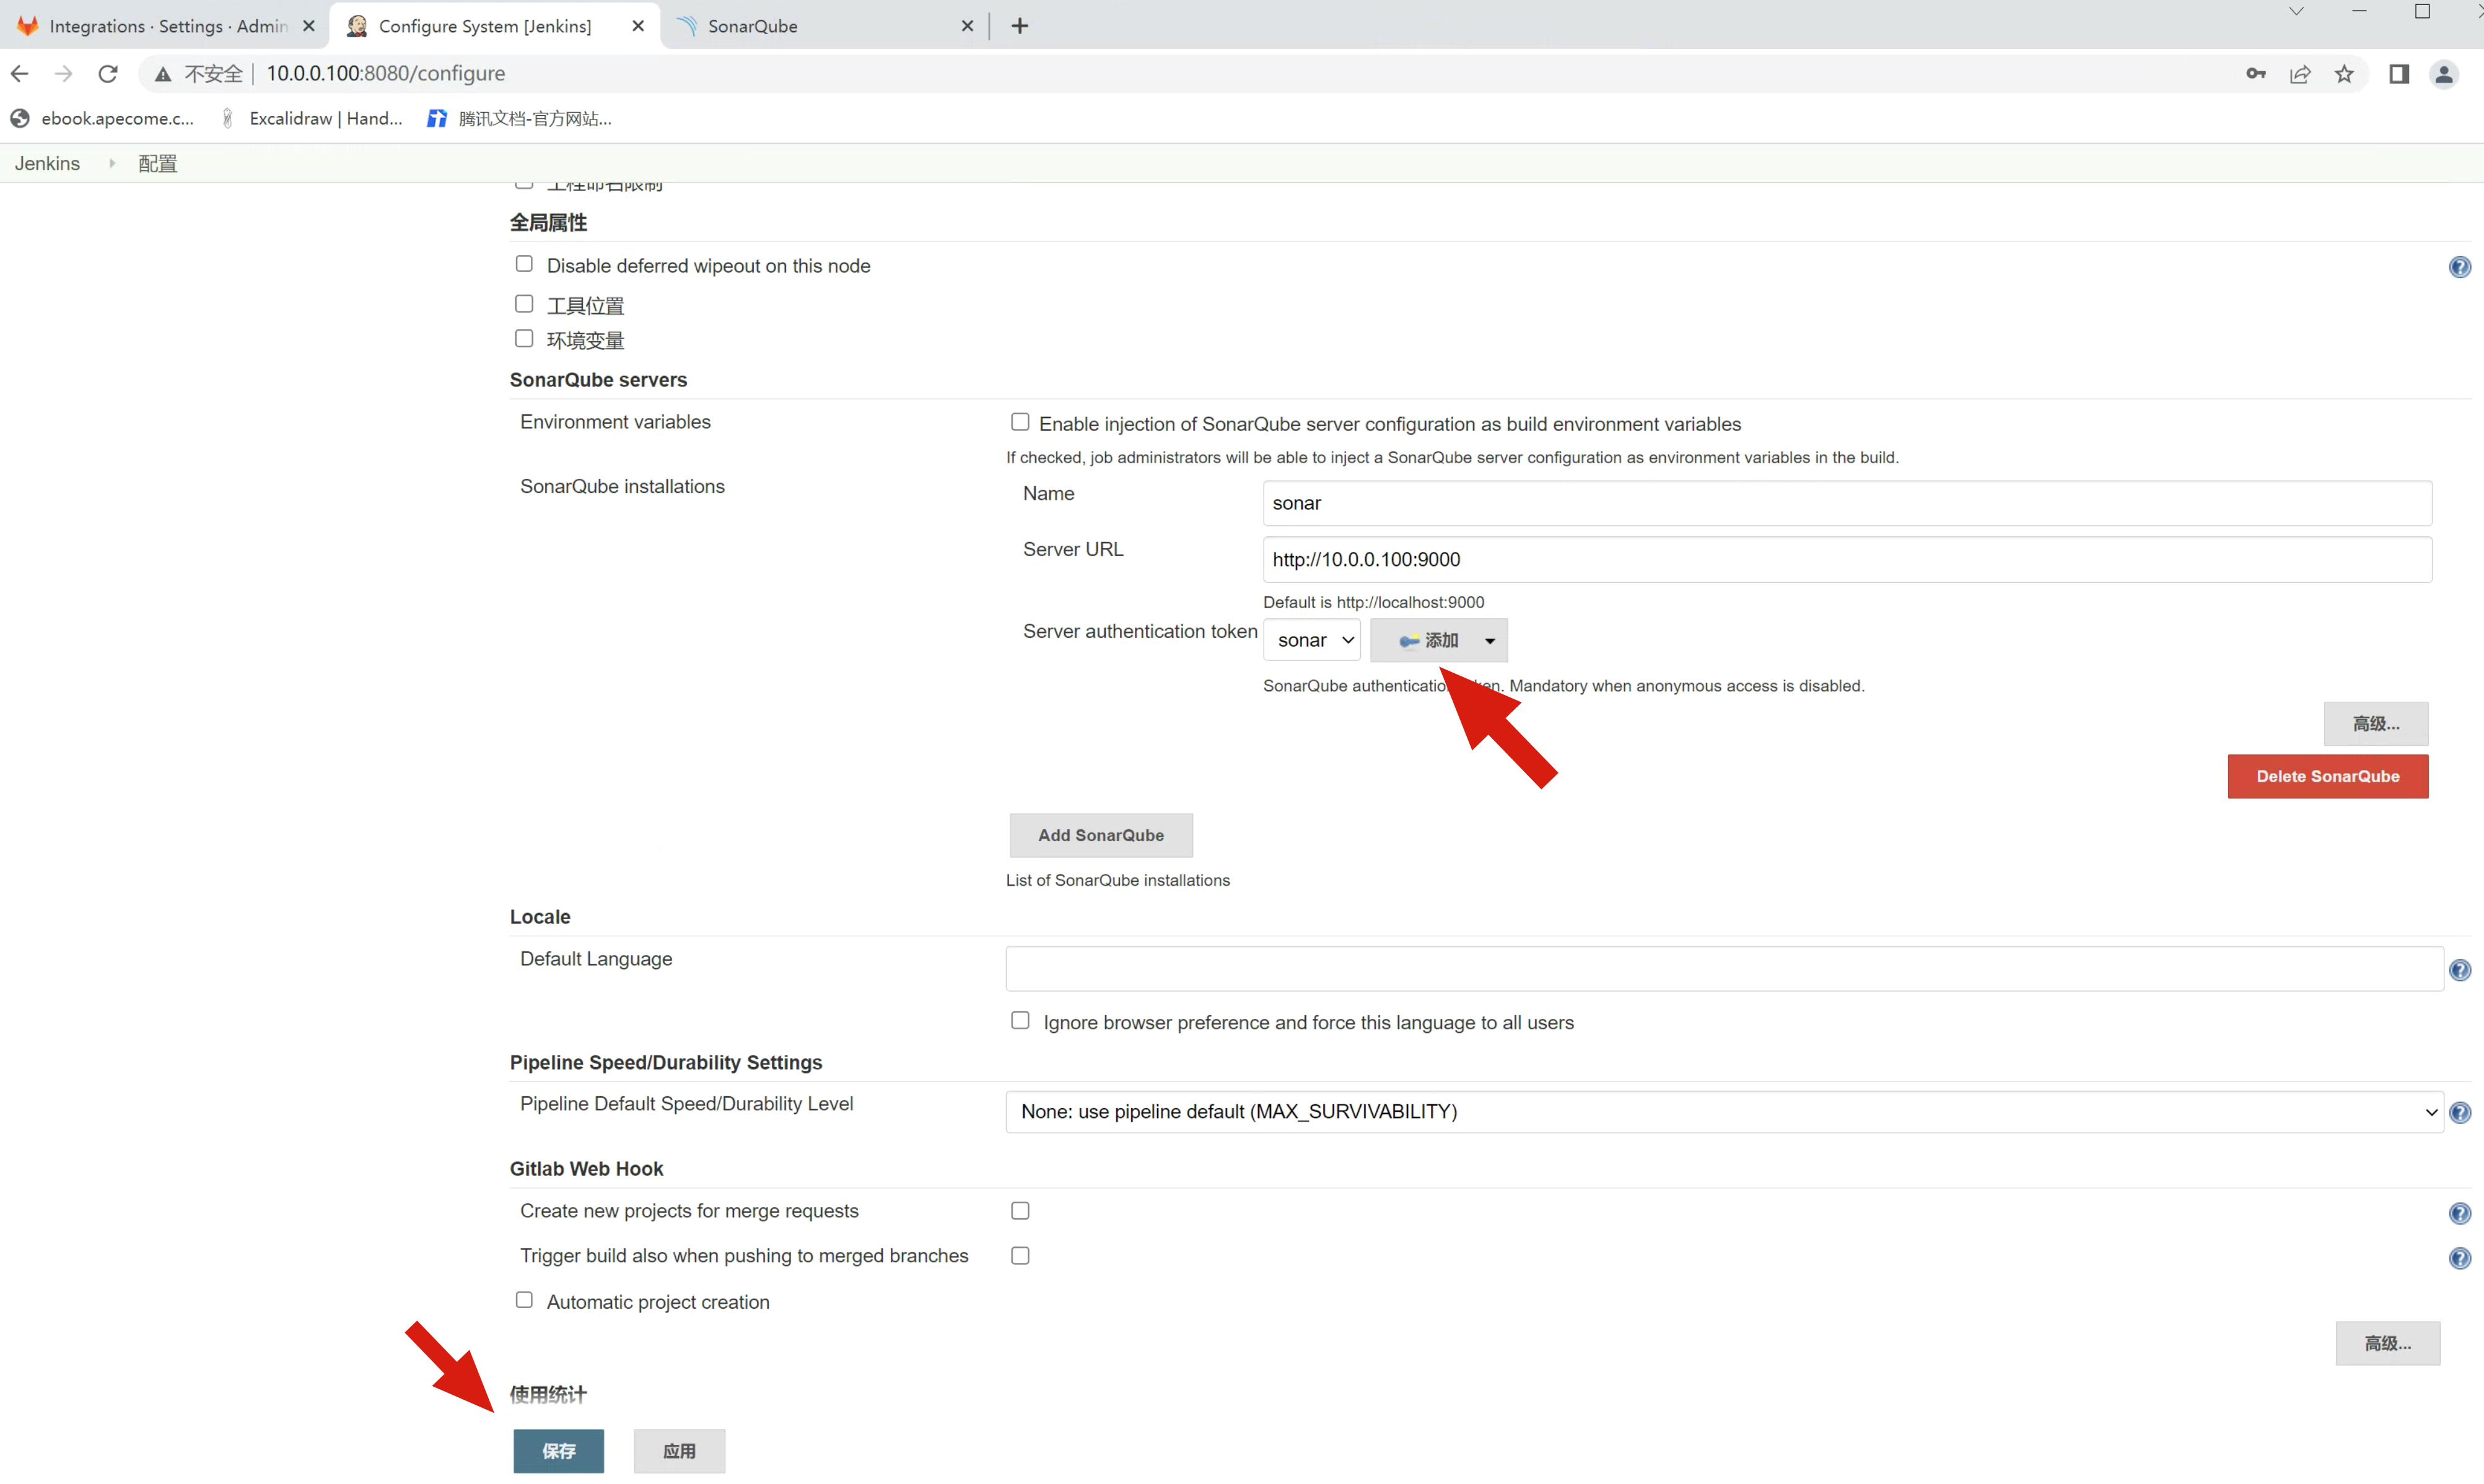 Integrations · Settings · Admin
Configure System [Jenkins]
SonarQube
不安全
10.0.0.100:8080/configure
ebook.apecome.c...
Excalidraw | Hand...
腾讯文档-官方网站...
Jenkins
配置
工程命名限制
全局属性
Disable deferred wipeout on this node
工具位置
环境变量
SonarQube servers
Environment variables
Enable injection of SonarQube server configuration as build environment variables
If checked, job administrators will be able to inject a SonarQube server configuration as environment variables in the build.
SonarQube installations
Name
sonar
Server URL
http://10.0.0.100:9000
Default is http://localhost:9000
Server authentication token
sonar
添加
SonarQube authentication token. Mandatory when anonymous access is disabled.
高级...
Delete SonarQube
Add SonarQube
List of SonarQube installations
Locale
Default Language
Ignore browser preference and force this language to all users
Pipeline Speed/Durability Settings
Pipeline Default Speed/Durability Level
None: use pipeline default (MAX_SURVIVABILITY)
Gitlab Web Hook
Create new projects for merge requests
Trigger build also when pushing to merged branches
Automatic project creation
高级...
使用统计
保存
应用